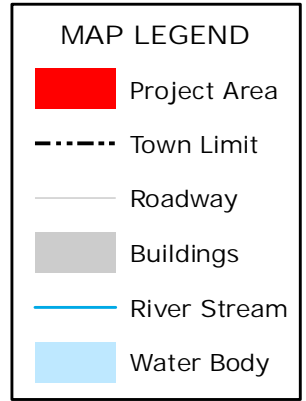 MAP LEGEND
Project Area
Town Limit
Roadway
Buildings
River Stream
Water Body